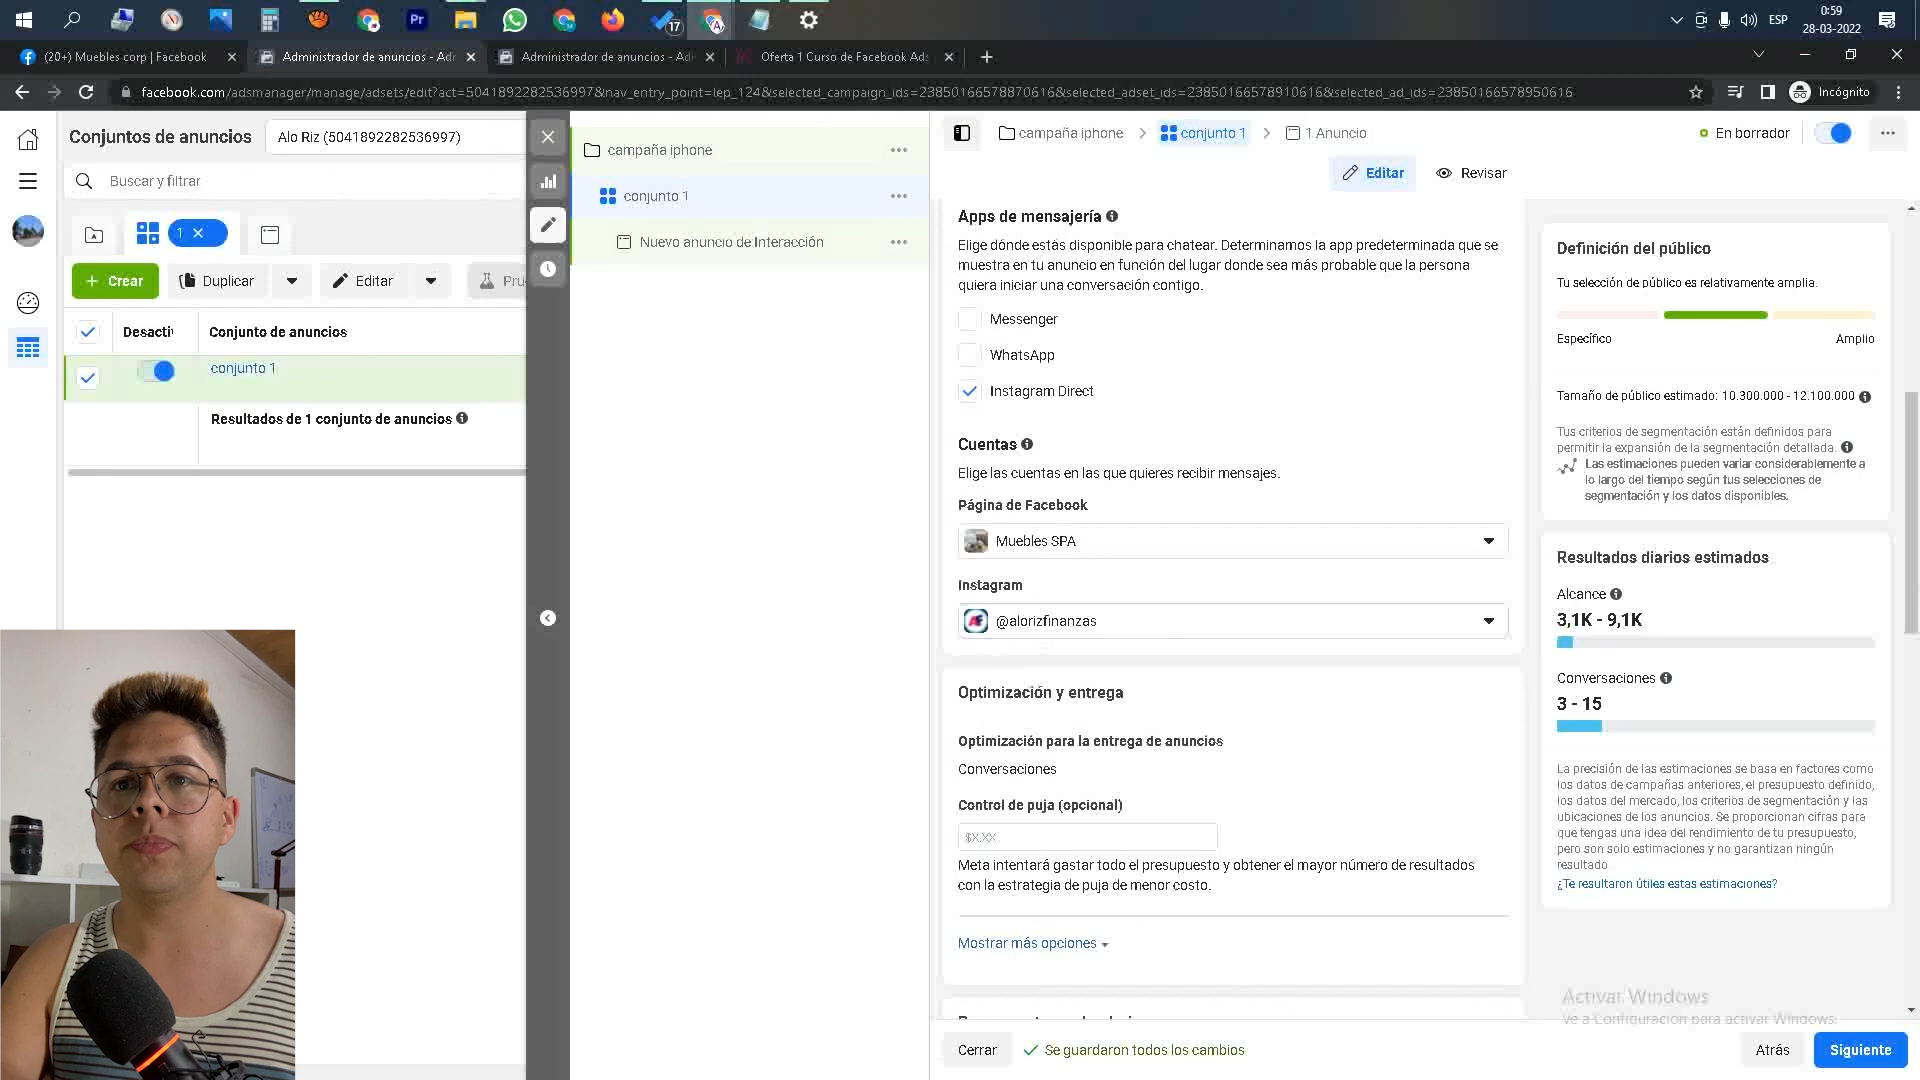 Pr
17
ESP
0:59
28-03-2022
(20+) Muebles corp | Facebook
Administrador de anuncios - Adr
Administrador de anuncios - Adr
Oferta 1 Curso de Facebook Ads
facebook.com/adsmanager/manage/adsets/edit?act=5041892282536997&nav_entry_point=lep_124&selected_campaign_ids=23850166578870616&selected_adset_ids=23850166578910616&selected_ad_ids=23850166578950616
Incógnito
Conjuntos de anuncios
Alo Riz (5041892282536997)
Buscar y filtrar
1
Crear
Duplicar
Editar
Pru
Desacti
Conjunto de anuncios
conjunto 1
Resultados de 1 conjunto de anuncios
campaña iphone
conjunto 1
Nuevo anuncio de Interacción
campaña iphone
conjunto 1
1 Anuncio
En borrador
Editar
Revisar
Apps de mensajería
Elige dónde estás disponible para chatear. Determinamos la app predeterminada que se
muestra en tu anuncio en función del lugar donde sea más probable que la persona
quiera iniciar una conversación contigo.
Messenger
WhatsApp
Instagram Direct
Cuentas
Elige las cuentas en las que quieres recibir mensajes.
Página de Facebook
Muebles SPA
Instagram
@alorizfinanzas
Optimización y entrega
Optimización para la entrega de anuncios
Conversaciones
Control de puja (opcional)
$X.XX
Meta intentará gastar todo el presupuesto y obtener el mayor número de resultados
con la estrategia de puja de menor costo.
Mostrar más opciones
Cerrar
Se guardaron todos los cambios
Atrás
Siguiente
Definición del público
Tu selección de público es relativamente amplia.
Específico
Amplio
Tamaño de público estimado: 10.300.000 - 12.100.000
Tus criterios de segmentación están definidos para
permitir la expansión de la segmentación detallada.
Las estimaciones pueden variar considerablemente a
lo largo del tiempo según tus selecciones de
segmentación y los datos disponibles.
Resultados diarios estimados
Alcance
3,1K - 9,1K
Conversaciones
3 - 15
La precisión de las estimaciones se basa en factores como
los datos de campañas anteriores, el presupuesto definido,
los datos del mercado, los criterios de segmentación y las
ubicaciones de los anuncios. Se proporcionan cifras para
que tengas una idea del rendimiento de tu presupuesto,
pero son solo estimaciones y no garantizan ningún
resultado
¿Te resultaron útiles estas estimaciones?
Activar Windows
Ve a Configuración para activar Windows.